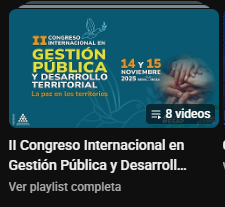 II CONGRESO
INTERNACIONAL EN
GESTIÓN
PÚBLICA
Y DESARROLLO
TERRITORIAL
La paz en los territorios
14 Y 15
NOVIEMBRE
2025
8 videos
II Congreso Internacional en
Gestión Pública y Desarroll...
Ver playlist completa